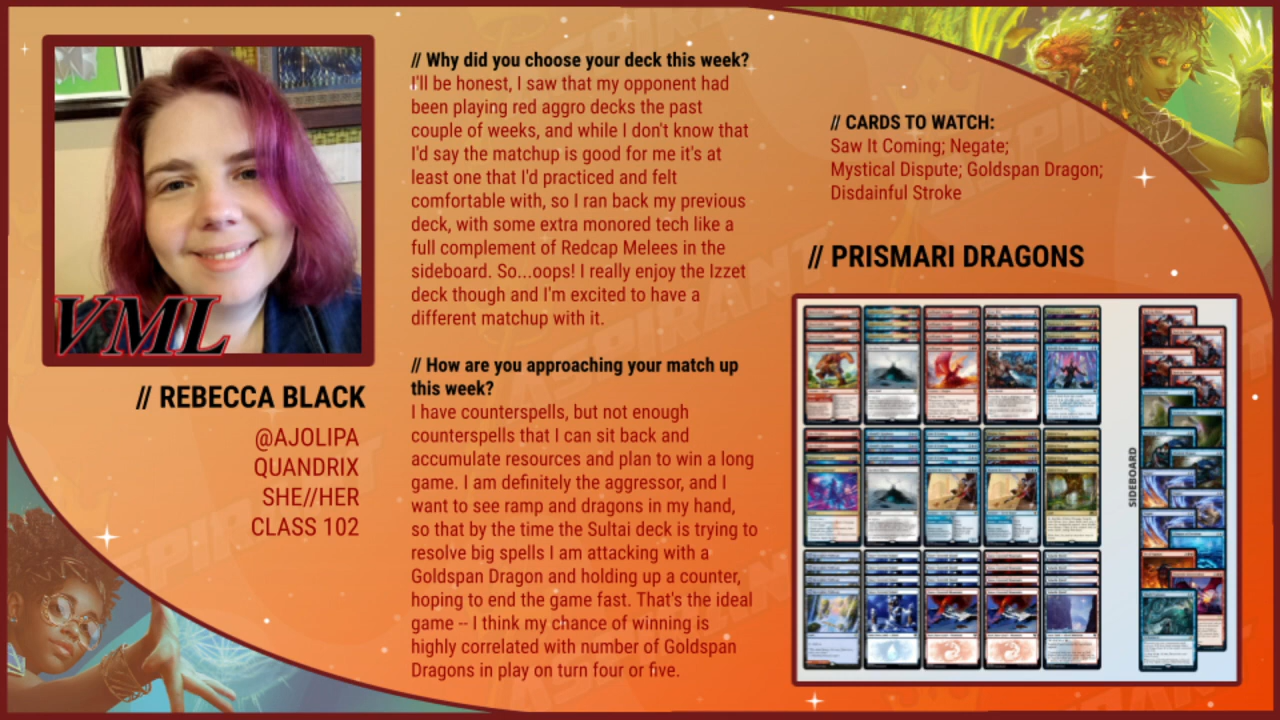 VML
// REBECCA BLACK
@AJOLIPA
QUANDRIX
SHE//HER
CLASS 102
// Why did you choose your deck this week?
I'll be honest, I saw that my opponent had
been playing red aggro decks the past
couple of weeks, and while I don't know that
I'd say the matchup is good for me it's at
least one that I'd practiced and felt
comfortable with, so I ran back my previous
deck, with some extra monored tech like a
full complement of Redcap Melees in the
sideboard. So...oops! I really enjoy the Izzet
deck though and I'm excited to have a
different matchup with it.
// How are you approaching your match up
this week?
I have counterspells, but not enough
counterspells that I can sit back and
accumulate resources and plan to win a long
game. I am definitely the aggressor, and I
want to see ramp and dragons in my hand,
so that by the time the Sultai deck is trying to
resolve big spells I am attacking with a
Goldspan Dragon and holding up a counter,
hoping to end the game fast. That's the ideal
game -- I think my chance of winning is
highly correlated with number of Goldspan
Dragons in play on turn four or five.
// CARDS TO WATCH:
Saw It Coming; Negate;
Mystical Dispute; Goldspan Dragon;
Disdainful Stroke
// PRISMARI DRAGONS
SIDEBOARD
ASPIRANT